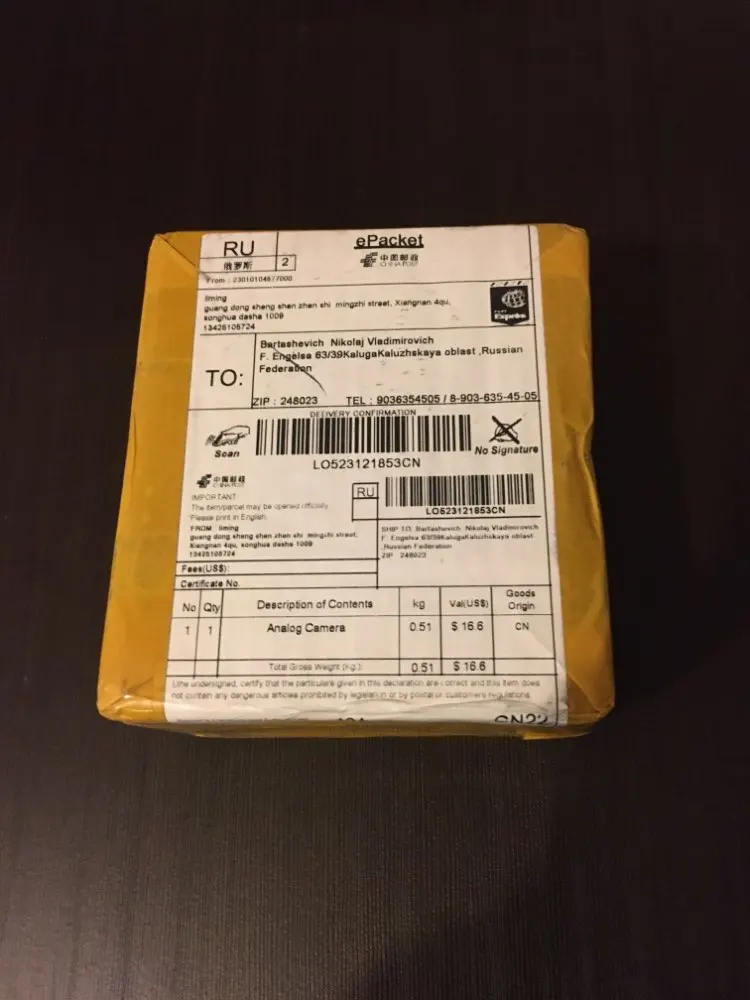 RU
俄罗斯
2
ePacket
中国邮政
CHINA POST
From : 23010104877000
liming
guang dong sheng shen zhen shi mingzhi street, Xiangnan 4qu,
songhua dasha 1009
13428108724
Express
TO:
Bartashevich Nikolaj Vladimirovich
F. Engelsa 63/39KalugaKaluzhskaya oblast ,Russian
Federation
ZIP : 248023 TEL : 9036354505 / 8-903-635-45-05
DELIVERY CONFIRMATION
Scan
No Signature
LO523121853CN
中国邮政
CHINA POST
IMPORTANT
The item/parcel may be opened officially
Please print in English
RU
LO523121853CN
FROM liming
guang dong sheng shen zhen shi mingzhi street,
Xiangnan 4qu, songhua dasha 1009
13428108724
SHIP TO: Bartashevich Nikolaj Vladimirovich
F. Engelsa 63/39KalugaKaluzhskaya oblast
,Russian Federation
ZIP 248023
Fees(US$):
Certificate No.
No Qty Description of Contents kg Val(US$) Goods Origin
1 1 Analog Camera 0.51 $ 16.6 CN
Total Gross Weight (kg.): 0.51 $ 16.6
I,the undersigned, certify that the particulars given in this declaration are correct and this item does
not contain any dangerous articles prohibited by legislation or by postal or customers regulations
CN22